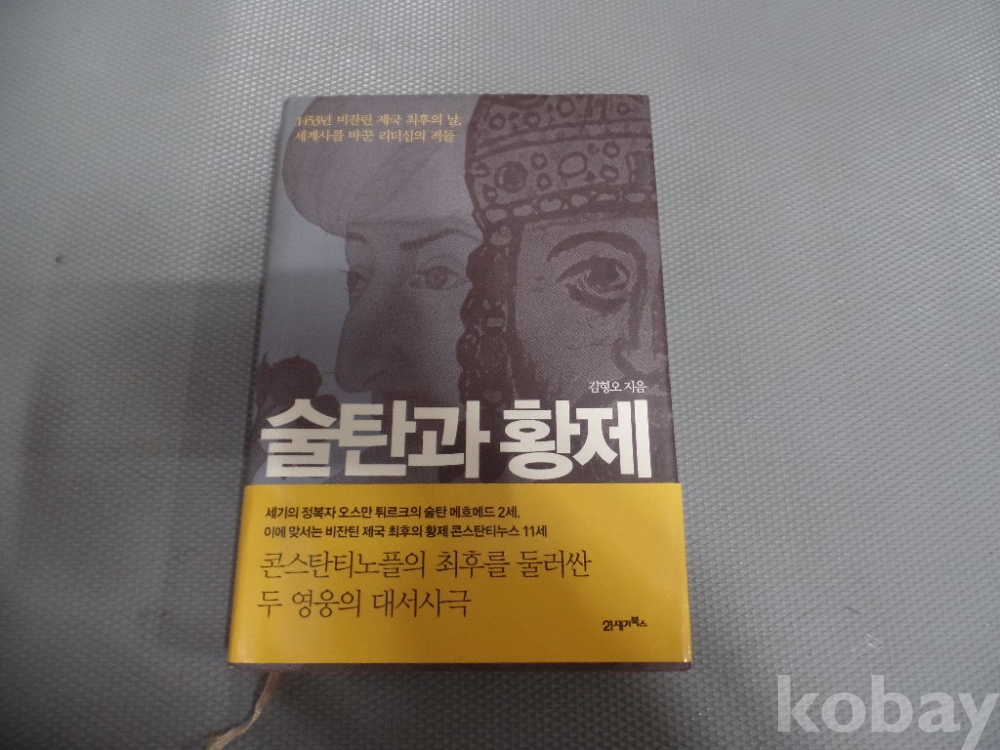 1453년 비잔틴 제국 최후의 날,
세계사를 바꾼 리더십의 격돌
김형오 지음
술탄과 황제
세기의 정복자 오스만 튀르크의 술탄 메흐메드 2세,
이에 맞서는 비잔틴 제국 최후의 황제 콘스탄티누스 11세
콘스탄티노플의 최후를 둘러싼
두 영웅의 대서사극
21세기북스
kobay